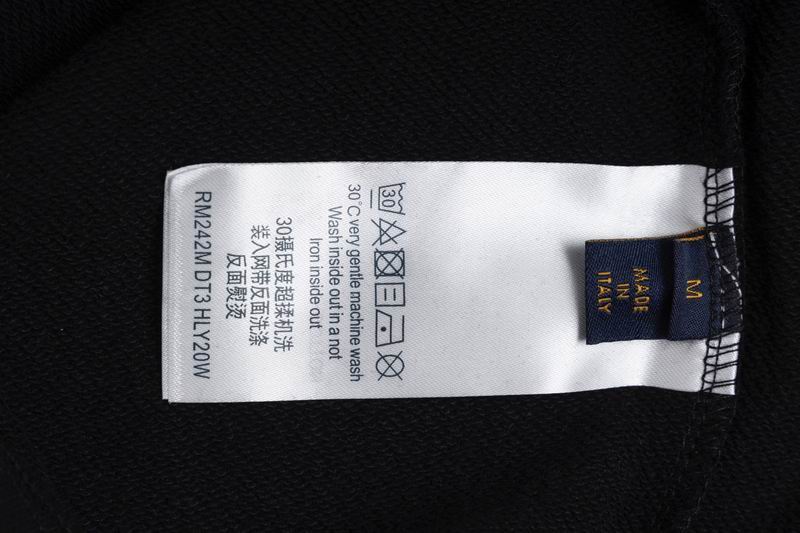 30
30°C very gentle machine wash
Wash inside out in a not
Iron inside out
30摄氏度超揉机洗
装入网带反面洗涤
反面熨烫
RM242M DT3 HLY20W
M
MADE
IN
ITALY